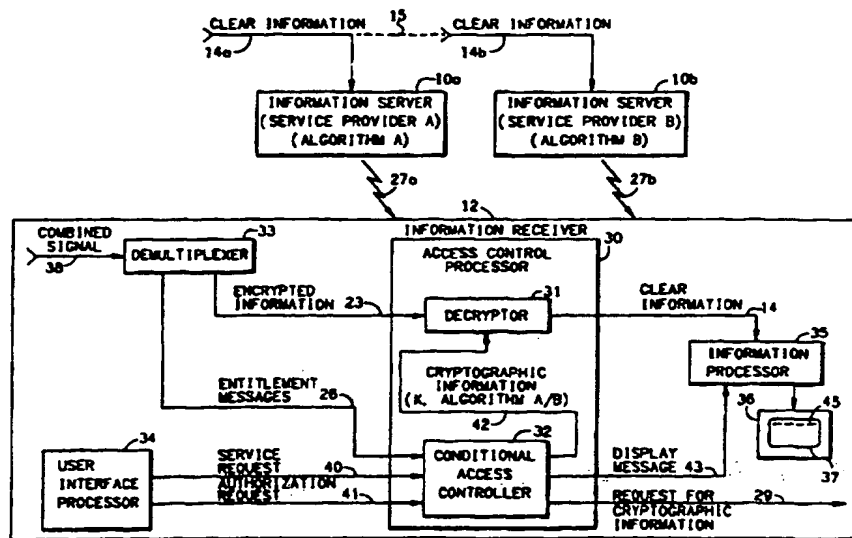 CLEAR INFORMATION
15
CLEAR INFORMATION
14a
14b
10a
10b
INFORMATION SERVER
(SERVICE PROVIDER A)
(ALGORITHM A)
INFORMATION SERVER
(SERVICE PROVIDER B)
(ALGORITHM B)
27a
27b
12
COMBINED
SIGNAL
38
33
DEMULTIPLEXER
INFORMATION RECEIVER
30
ACCESS CONTROL
PROCESSOR
ENCRYPTED
INFORMATION
23
31
DECRYPTOR
CLEAR
INFORMATION
14
35
INFORMATION
PROCESSOR
CRYPTOGRAPHIC
INFORMATION
(K, ALGORITHM A/B)
42
ENTITLEMENT
MESSAGES
26
36
45
37
34
USER
INTERFACE
PROCESSOR
SERVICE
REQUEST
40
AUTHORIZATION
REQUEST
41
32
CONDITIONAL
ACCESS
CONTROLLER
DISPLAY
MESSAGE
43
REQUEST FOR
CRYPTOGRAPHIC
INFORMATION
29